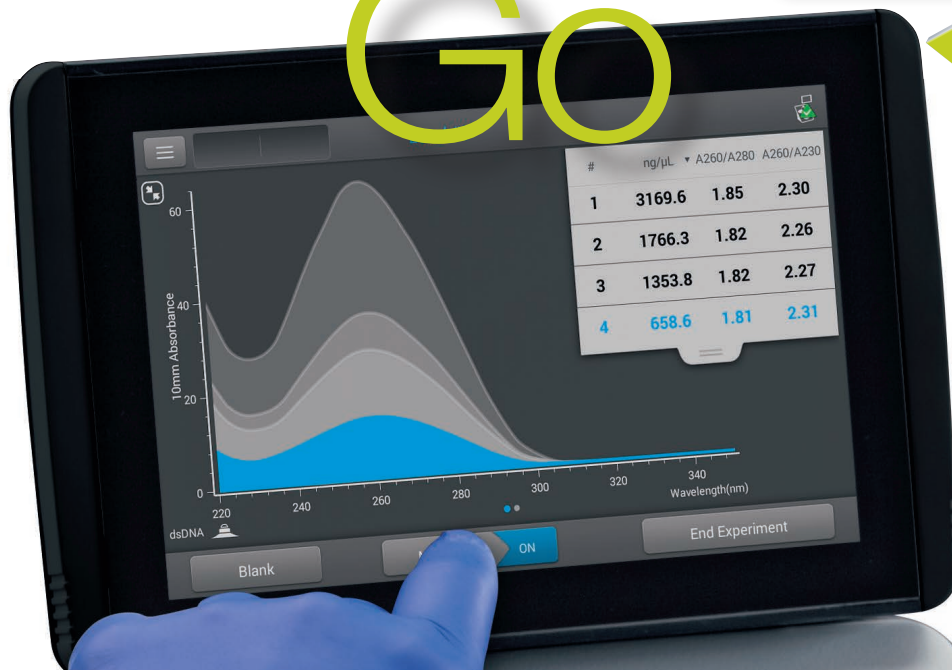 Go
# ng/µL ▾ A260/A280 A260/A230
1 3169.6 1.85 2.30
2 1766.3 1.82 2.26
3 1353.8 1.82 2.27
4 658.6 1.81 2.31
60
40
20
0
10mm Absorbance
220 240 260 280 300 320 340
Wavelength(nm)
dsDNA
Blank
ON
End Experiment